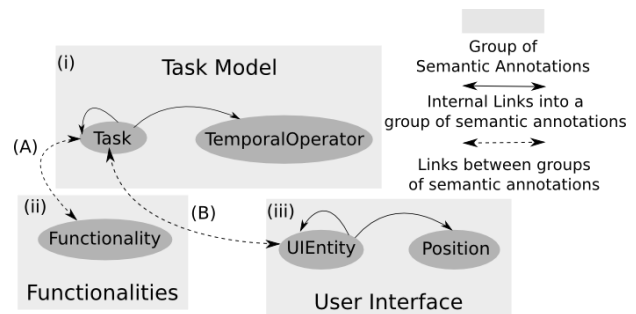 (i)
Task Model
Task
TemporalOperator
(A)
(ii)
Functionality
Functionalities
(B)
(iii)
UIEntity
Position
User Interface
Group of
Semantic Annotations
Internal Links into a
group of semantic annotations
Links between groups
of semantic annotations